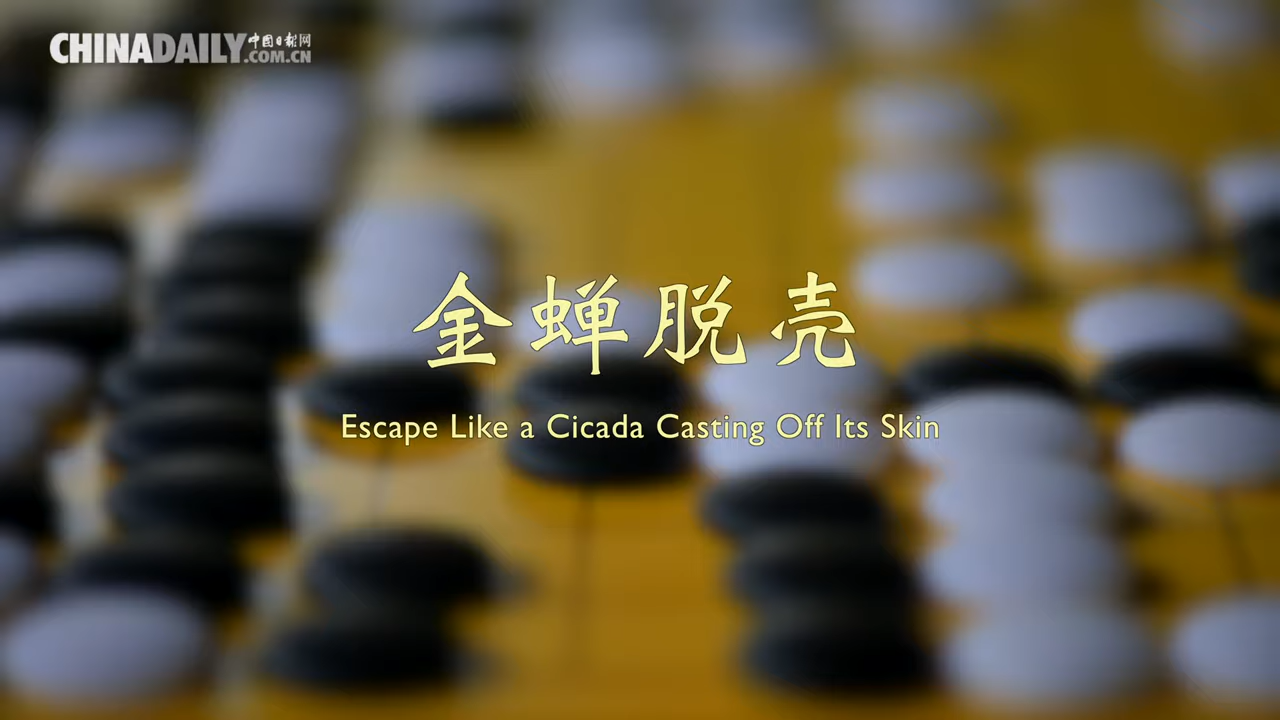 CHINADAILY 中国日报网
.COM.CN
金蝉脱壳
Escape Like a Cicada Casting Off Its Skin